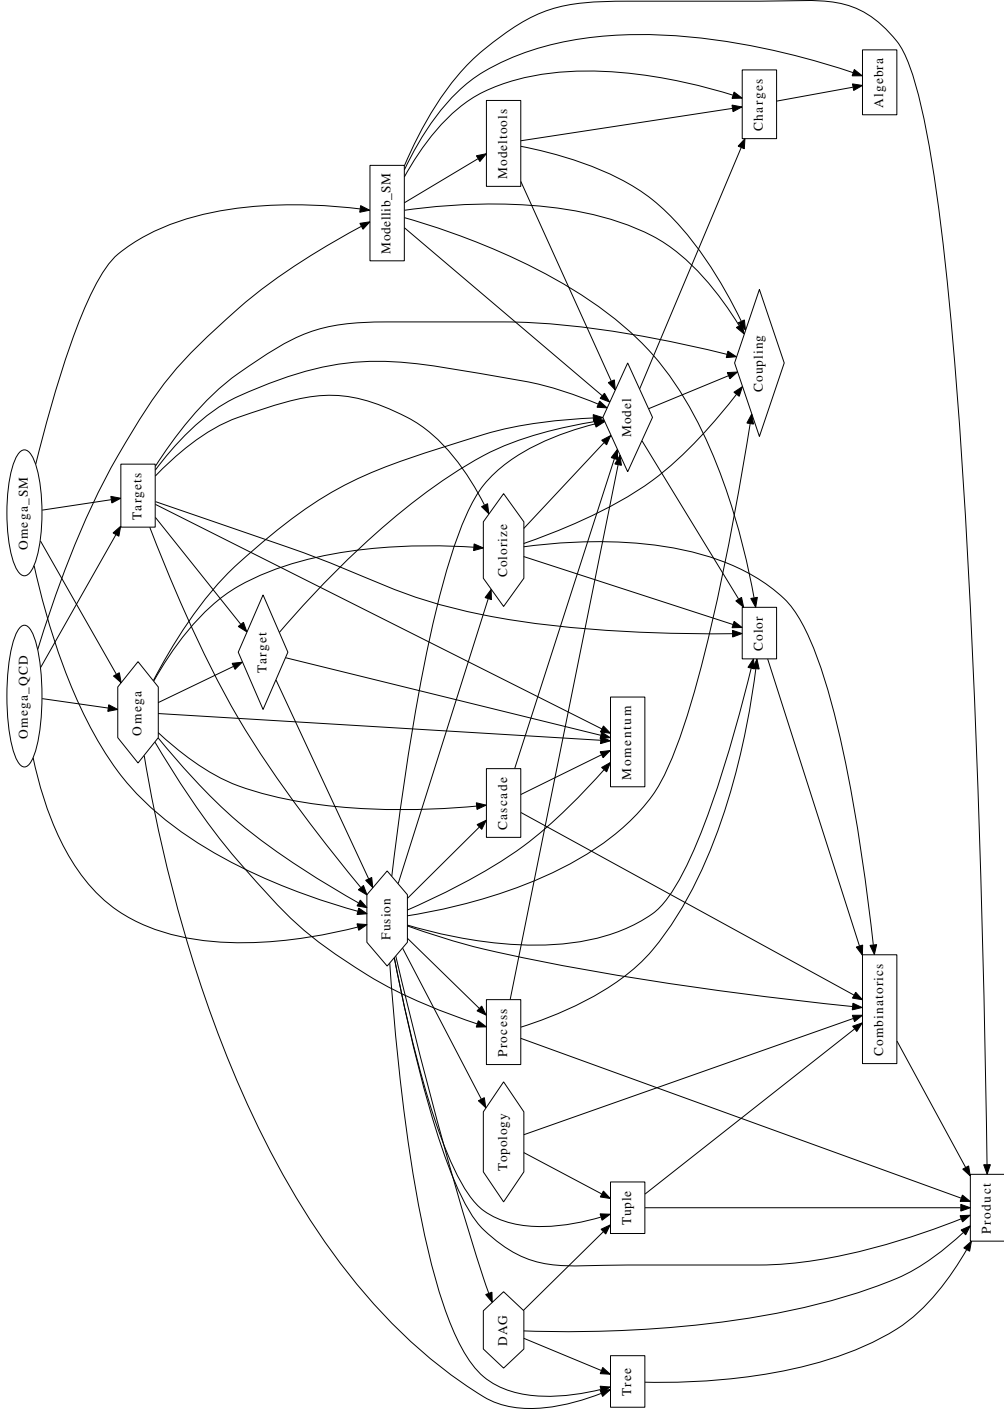 Omega_SM
Omega_QCD
Targets
Omega
Target
Modellib_SM
Fusion
Modeltools
Colorize
Cascade
Process
Topology
DAG
Model
Momentum
Tuple
Tree
Charges
Coupling
Color
Algebra
Combinatorics
Product